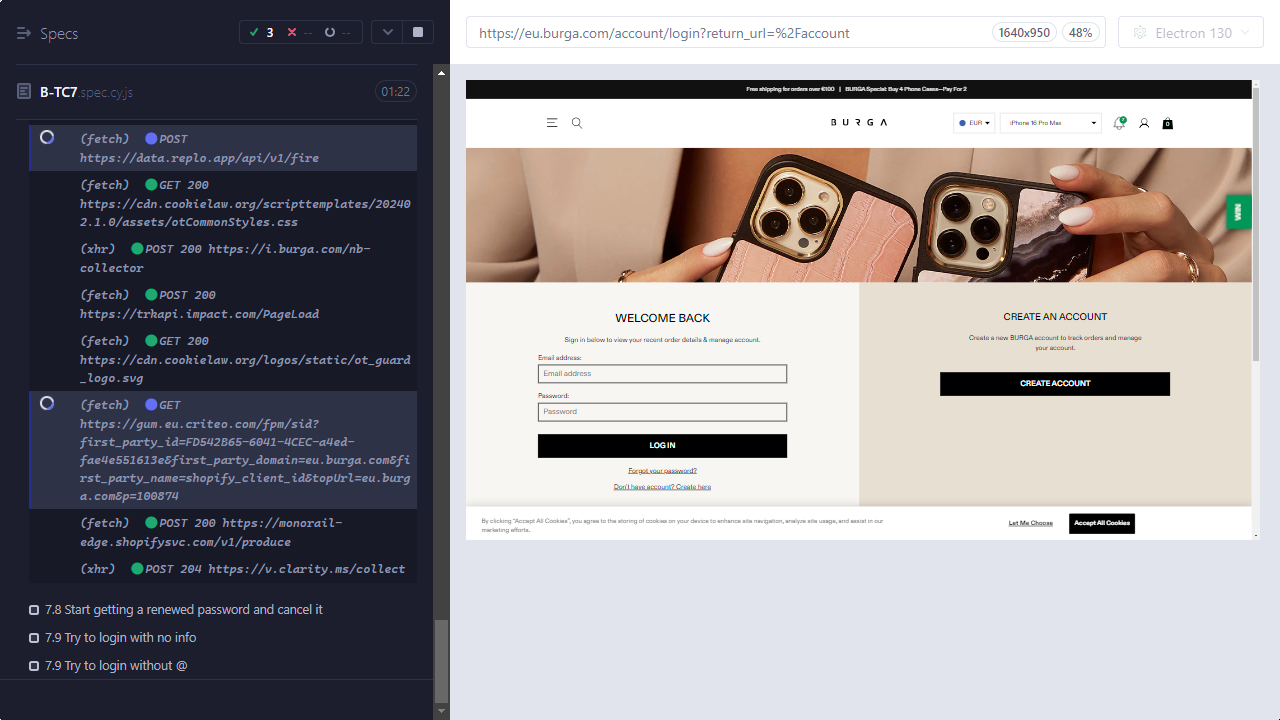 Specs
3
--
--
B-TC7.spec.cy.js
01:22
(fetch) POST
https://data.replo.app/api/v1/fire
(fetch) GET 200
https://cdn.cookielaw.org/scripttemplates/20240
2.1.0/assets/otCommonStyles.css
(xhr) POST 200 https://i.burga.com/nb-
collector
(fetch) POST 200
https://trkapi.impact.com/PageLoad
(fetch) GET 200
https://cdn.cookielaw.org/logos/static/ot_guard
_logo.svg
(fetch) GET
https://gum.eu.criteo.com/fpm/sid?
first_party_id=FD542B65-6041-4CEC-a4ed-
fae4e551613e&first_party_domain=eu.burga.com&fi
rst_party_name=shopify_client_id&topUrl=eu.burg
a.com&p=100874
(fetch) POST 200 https://monorail-
edge.shopifysvc.com/v1/produce
(xhr) POST 204 https://v.clarity.ms/collect
7.8 Start getting a renewed password and cancel it
7.9 Try to login with no info
7.9 Try to login without @
https://eu.burga.com/account/login?return_url=%2Faccount
1640x950
48%
Electron 130
Free shipping for orders over €100 | BURGA Special: Buy 4 Phone Cases—Pay For 2
BURGA
EUR
iPhone 16 Pro Max
0
WELCOME BACK
Sign in below to view your recent order details & manage account.
Email address:
Email address
Password:
Password
LOG IN
Forgot your password?
Don't have account? Create here
CREATE AN ACCOUNT
Create a new BURGA account to track orders and manage
your account.
CREATE ACCOUNT
By clicking "Accept All Cookies", you agree to the storing of cookies on your device to enhance site navigation, analyze site usage, and assist in our
marketing efforts.
Let Me Choose
Accept All Cookies